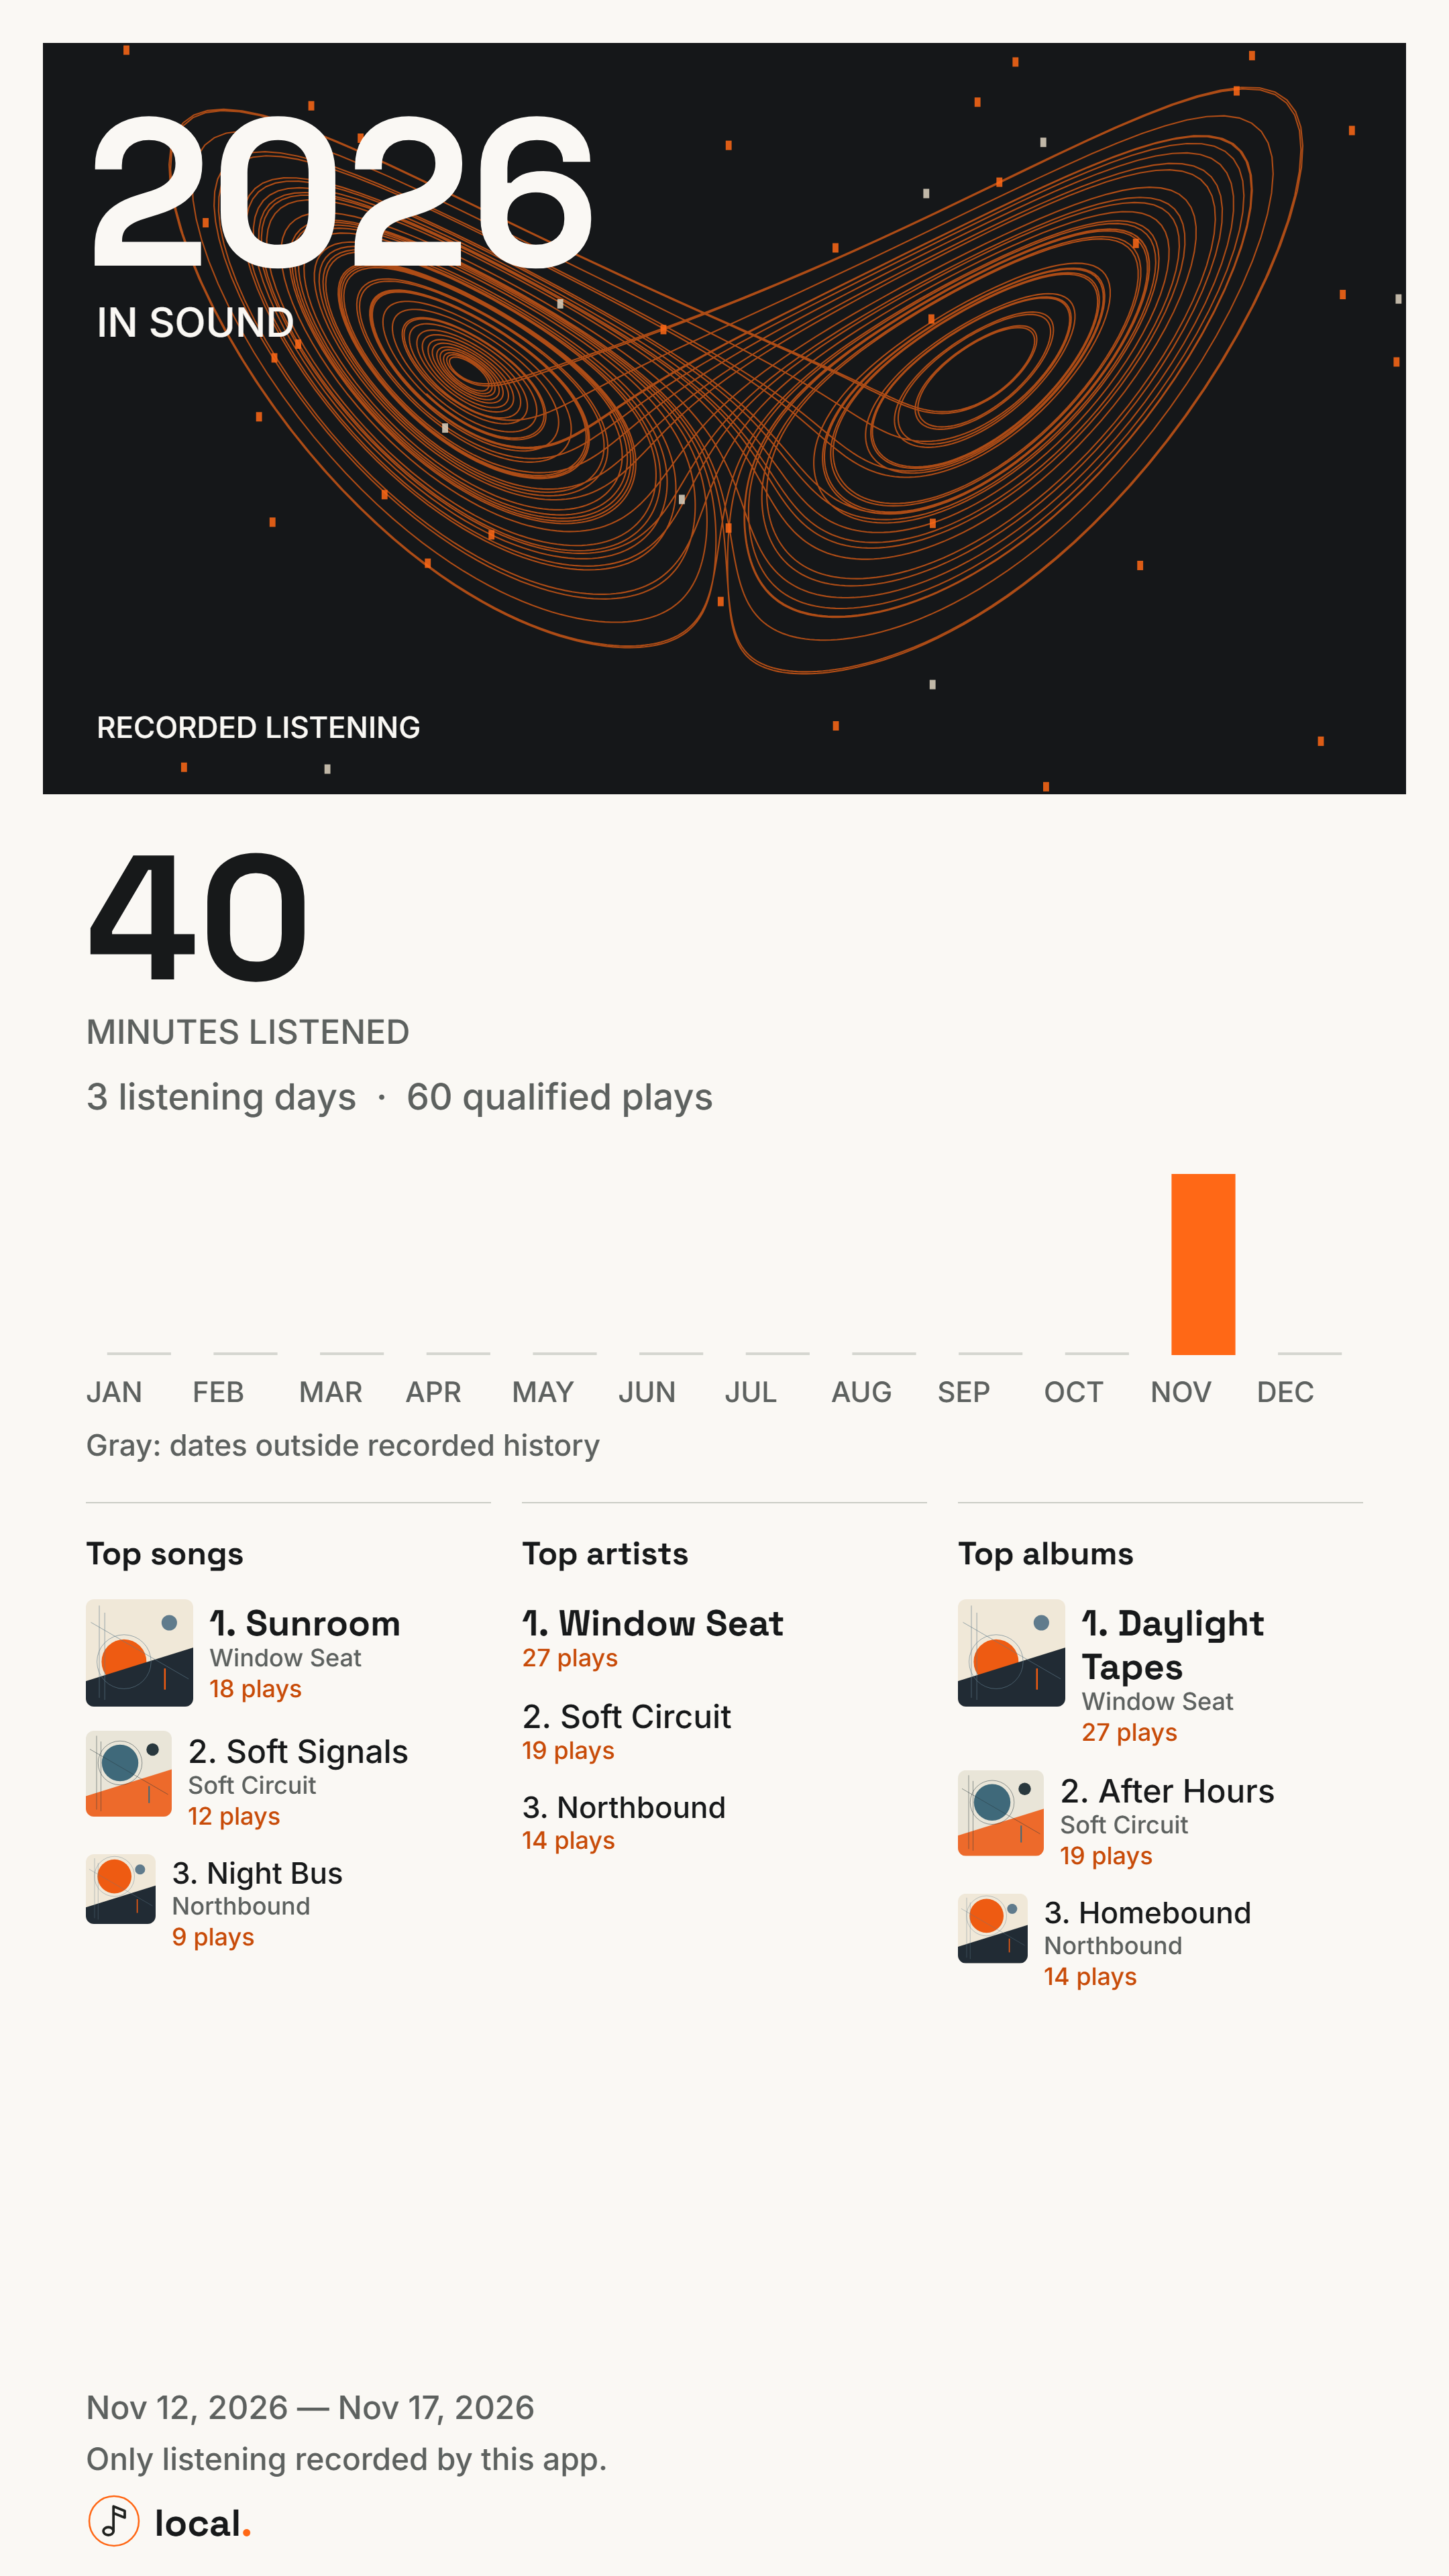 2026
IN SOUND
RECORDED LISTENING
40
MINUTES LISTENED
3 listening days · 60 qualified plays
JAN FEB MAR APR MAY JUN JUL AUG SEP OCT NOV DEC
Gray: dates outside recorded history
Top songs
1. Sunroom
Window Seat
18 plays
2. Soft Signals
Soft Circuit
12 plays
3. Night Bus
Northbound
9 plays
Top artists
1. Window Seat
27 plays
2. Soft Circuit
19 plays
3. Northbound
14 plays
Top albums
1. Daylight
Tapes
Window Seat
27 plays
2. After Hours
Soft Circuit
19 plays
3. Homebound
Northbound
14 plays
Nov 12, 2026 — Nov 17, 2026
Only listening recorded by this app.
local.